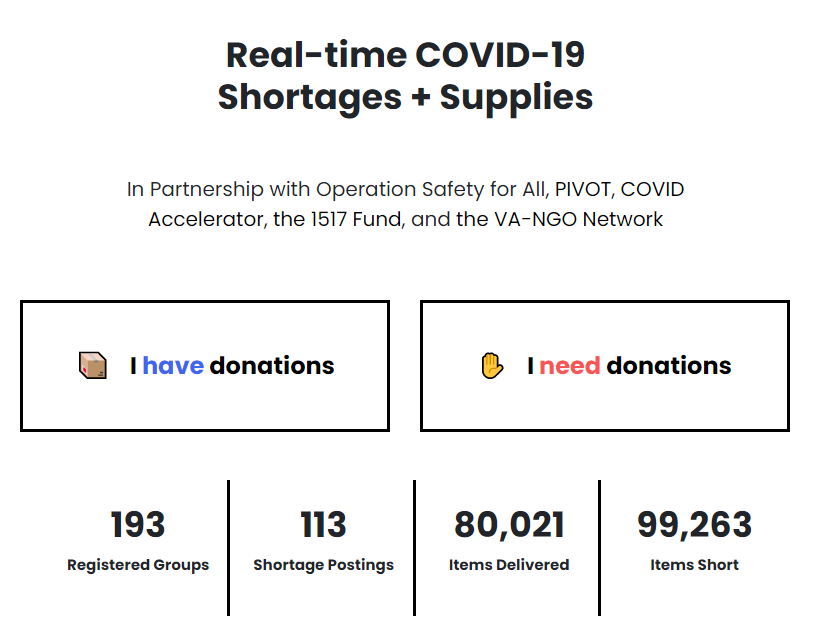 Real-time COVID-19
Shortages + Supplies
In Partnership with Operation Safety for All, PIVOT, COVID
Accelerator, the 1517 Fund, and the VA-NGO Network
I have donations
I need donations
193
Registered Groups
113
Shortage Postings
80,021
Items Delivered
99,263
Items Short